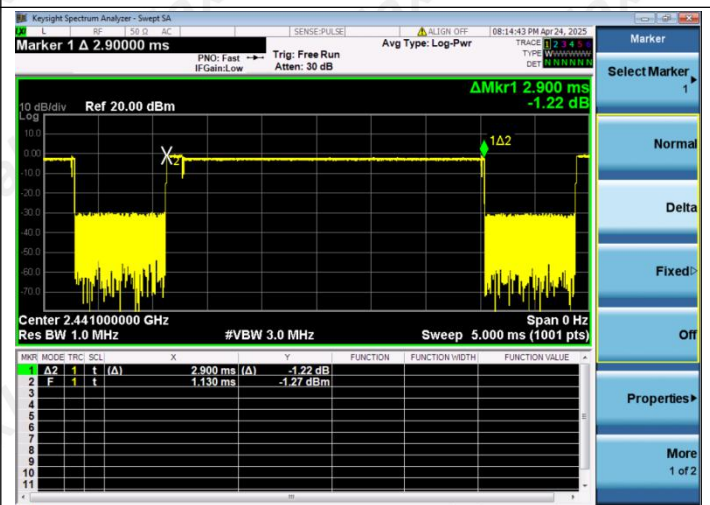 Keysight Spectrum Analyzer - Swept SA
L RF 50 Ω AC SENSE:PULSE ALIGN OFF 08:14:43 PM Apr 24, 2025
Marker 1 Δ 2.90000 ms
PNO: Fast
IFGain:Low
Trig: Free Run
Atten: 30 dB
Avg Type: Log-Pwr
TRACE 1 2 3 4 5 6
TYPE W
DET N N N N N N
ΔMkr1 2.900 ms
-1.22 dB
10 dB/div Ref 20.00 dBm
Log
10.0
0.00
-10.0
-20.0
-30.0
-40.0
-50.0
-60.0
-70.0
X2
1Δ2
Center 2.441000000 GHz Span 0 Hz
Res BW 1.0 MHz #VBW 3.0 MHz Sweep 5.000 ms (1001 pts)
MKR MODE TRC SCL X Y FUNCTION FUNCTION WIDTH FUNCTION VALUE
1 Δ2 1 t (Δ) 2.900 ms (Δ) -1.22 dB
2 F 1 t 1.130 ms -1.27 dBm
3
4
5
6
7
8
9
10
11
Marker
Select Marker
1
Normal
Delta
Fixed
Off
Properties
More
1 of 2